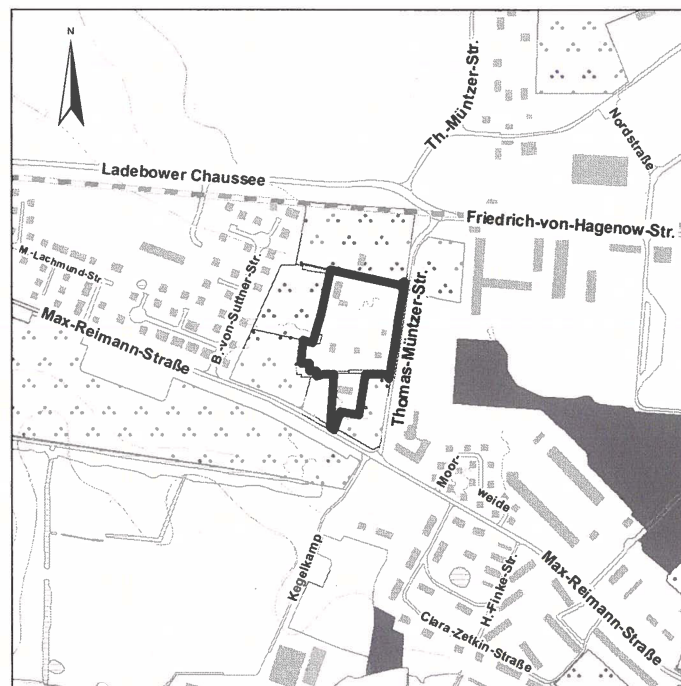 N
Th.-Müntzer-Str.
Nordstraße
Ladebower Chaussee
Friedrich-von-Hagenow-Str.
M.-Lachmund-Str.
B.-von-Suttner-Str.
Max-Reimann-Straße
Thomas-Müntzer-Str.
Moor-
weide
Kegelkamp
H.-Finke-Str.
Max-Reimann-Straße
Clara-Zetkin-Straße